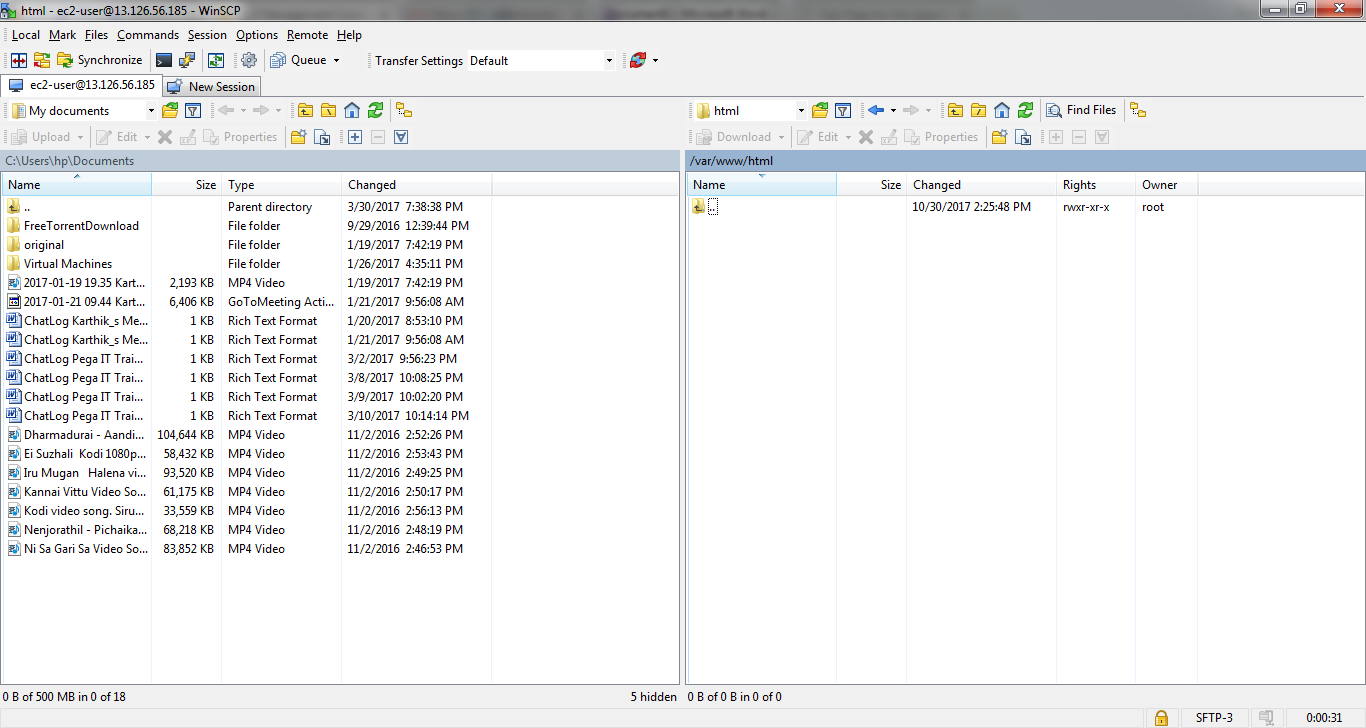 html - ec2-user@13.126.56.185 - WinSCP
Local Mark Files Commands Session Options Remote Help
Synchronize Queue Transfer Settings Default
ec2-user@13.126.56.185 New Session
My documents html Find Files
Upload Edit Properties Download Edit Properties
C:\Users\hp\Documents /var/www/html
Name Size Type Changed Name Size Changed Rights Owner
.. Parent directory 3/30/2017 7:38:38 PM .. 10/30/2017 2:25:48 PM rwxr-xr-x root
FreeTorrentDownload File folder 9/29/2016 12:39:44 PM
original File folder 1/19/2017 7:42:19 PM
Virtual Machines File folder 1/26/2017 4:35:11 PM
2017-01-19 19.35 Kart... 2,193 KB MP4 Video 1/19/2017 7:42:19 PM
2017-01-21 09.44 Kart... 6,406 KB GoToMeeting Acti... 1/21/2017 9:56:08 AM
ChatLog Karthik_s Me... 1 KB Rich Text Format 1/20/2017 8:53:10 PM
ChatLog Karthik_s Me... 1 KB Rich Text Format 1/21/2017 9:56:08 AM
ChatLog Pega IT Trai... 1 KB Rich Text Format 3/2/2017 9:56:23 PM
ChatLog Pega IT Trai... 1 KB Rich Text Format 3/8/2017 10:08:25 PM
ChatLog Pega IT Trai... 1 KB Rich Text Format 3/9/2017 10:02:20 PM
ChatLog Pega IT Trai... 1 KB Rich Text Format 3/10/2017 10:14:14 PM
Dharmadurai - Aandi... 104,644 KB MP4 Video 11/2/2016 2:52:26 PM
Ei Suzhali Kodi 1080p... 58,432 KB MP4 Video 11/2/2016 2:53:43 PM
Iru Mugan Halena vi... 93,520 KB MP4 Video 11/2/2016 2:49:25 PM
Kannai Vittu Video So... 61,175 KB MP4 Video 11/2/2016 2:50:17 PM
Kodi video song. Siru... 33,559 KB MP4 Video 11/2/2016 2:56:13 PM
Nenjorathil - Pichaika... 68,218 KB MP4 Video 11/2/2016 2:48:19 PM
Ni Sa Gari Sa Video So... 83,852 KB MP4 Video 11/2/2016 2:46:53 PM
0 B of 500 MB in 0 of 18 5 hidden 0 B of 0 B in 0 of 0
SFTP-3 0:00:31